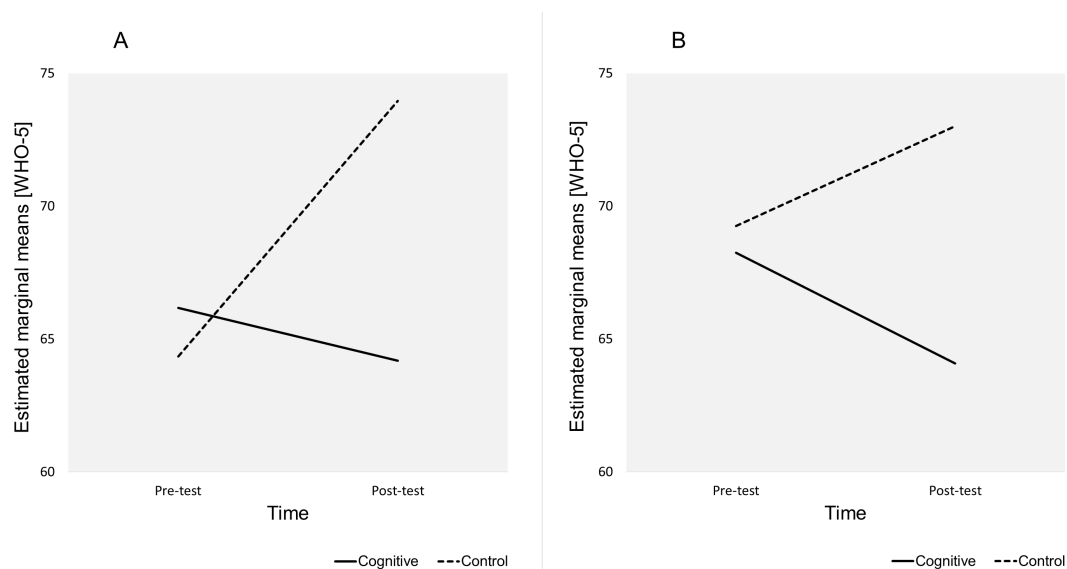 A
Estimated marginal means [WHO-5]
75
70
65
60
Pre-test
Post-test
Time
Cognitive
Control
B
Estimated marginal means [WHO-5]
75
70
65
60
Pre-test
Post-test
Time
Cognitive
Control